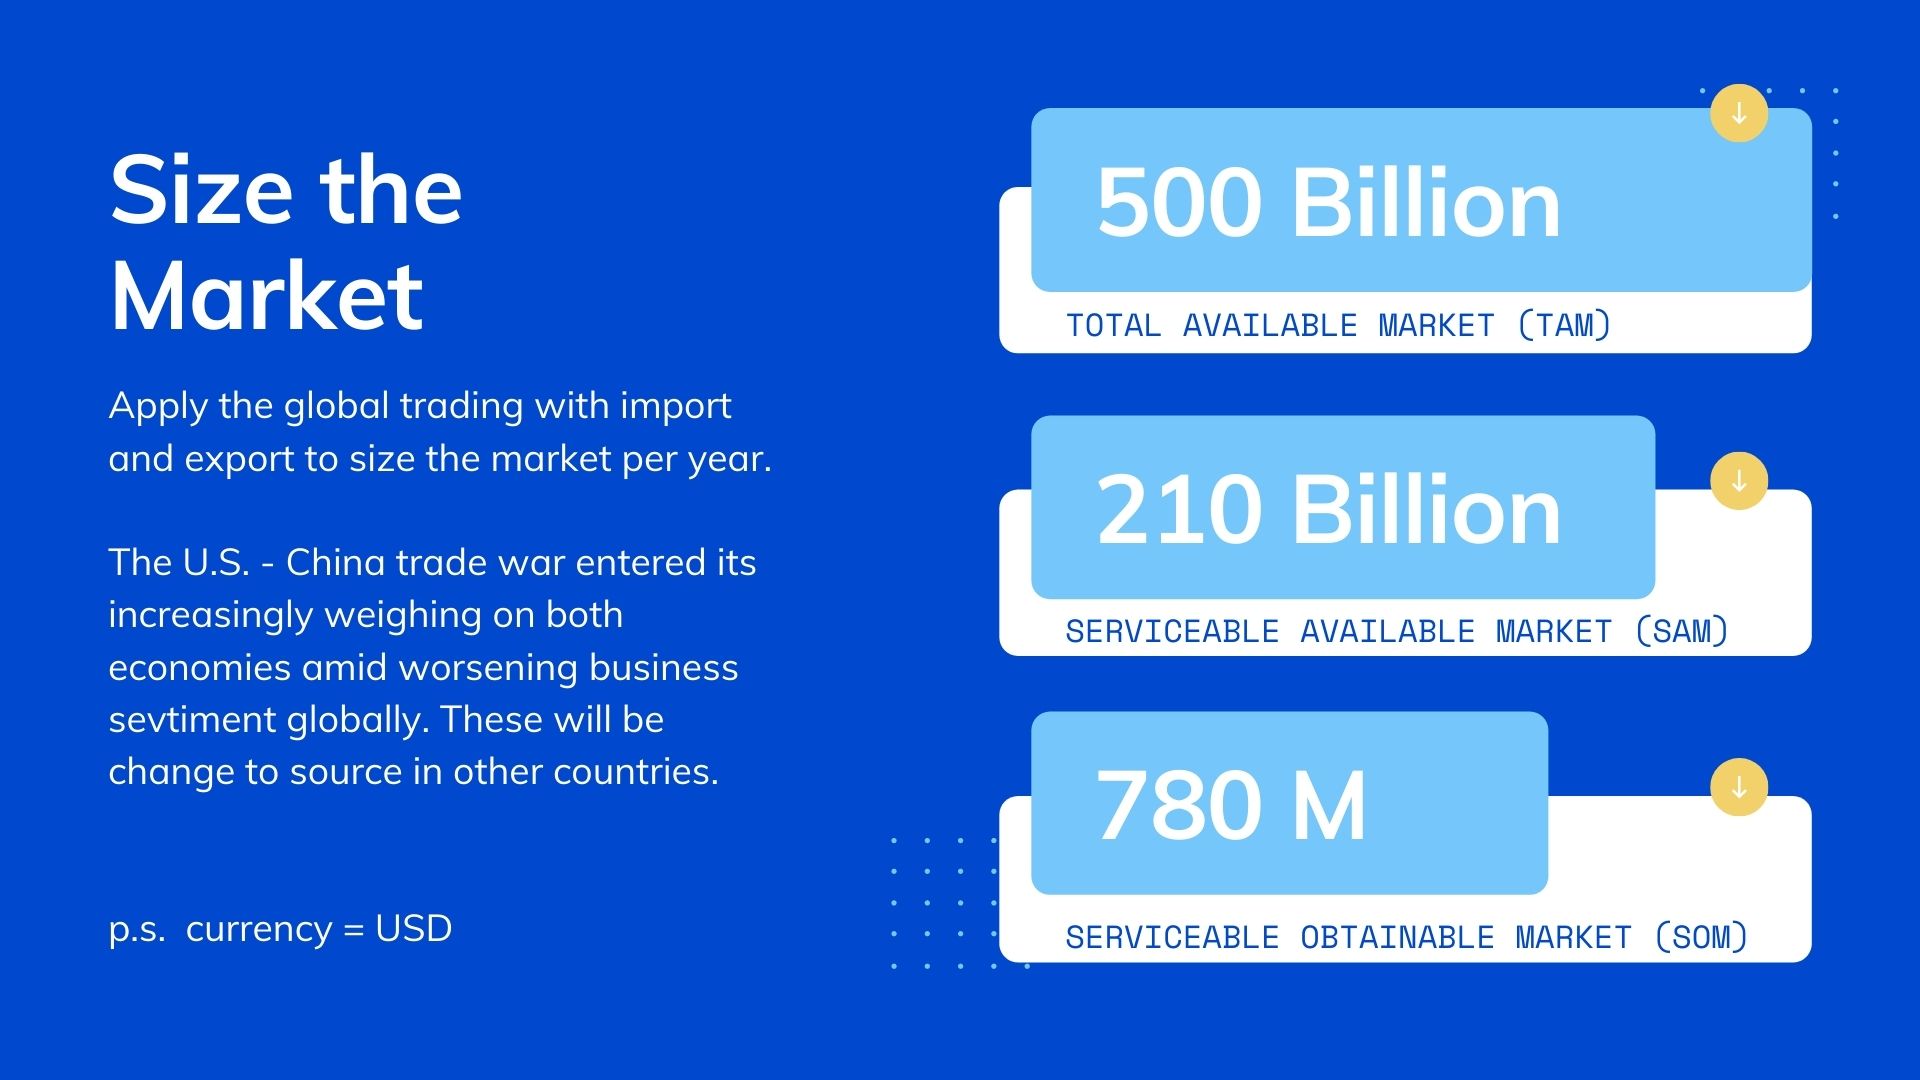 Size the
Market
Apply the global trading with import
and export to size the market per year.
The U.S. - China trade war entered its
increasingly weighing on both
economies amid worsening business
sevtiment globally. These will be
change to source in other countries.
p.s.  currency = USD
500 Billion
TOTAL AVAILABLE MARKET (TAM)
210 Billion
SERVICEABLE AVAILABLE MARKET (SAM)
780 M
SERVICEABLE OBTAINABLE MARKET (SOM)